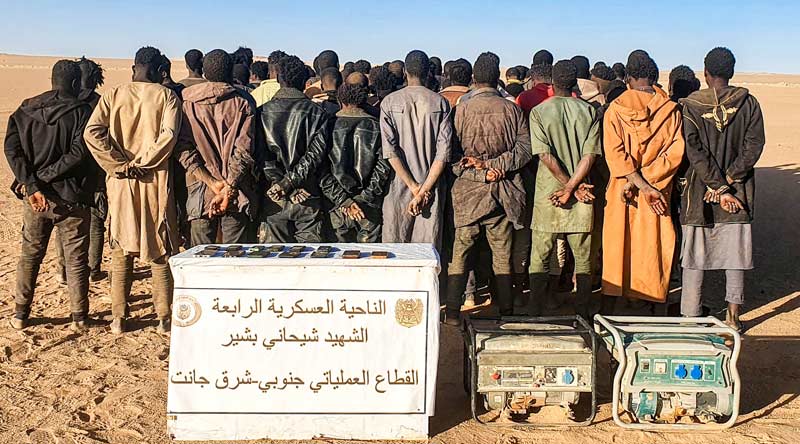 الناحية العسكرية الرابعة
الشهيد شيحاني بشير
القطاع العملياتي جنوبي-شرق جانت